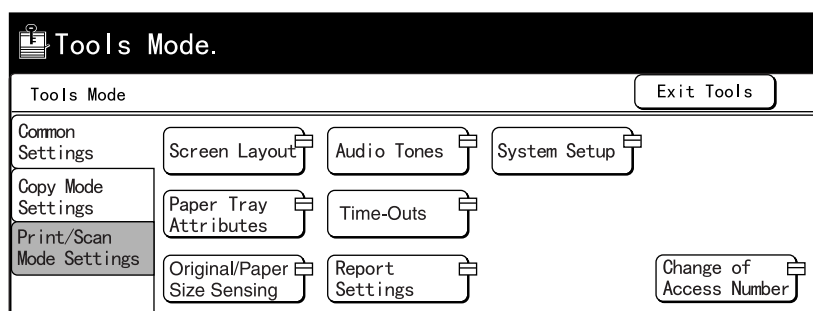 Tools Mode.
Tools Mode
Exit Tools
Common
Settings
Copy Mode
Settings
Print/Scan
Mode Settings
Screen Layout
Audio Tones
System Setup
Paper Tray
Attributes
Time-Outs
Original/Paper
Size Sensing
Report
Settings
Change of
Access Number